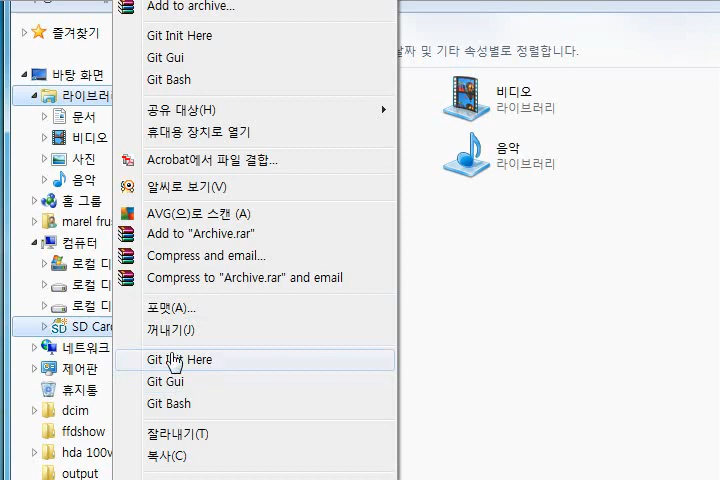 즐겨찾기
바탕 화면
라이브러리
문서
비디오
사진
음악
홈 그룹
marel fru
컴퓨터
로컬 디
로컬 디
로컬 디
SD Car
네트워크
제어판
휴지통
dcim
ffdshow
hda 100v
output
Add to archive...
Git Init Here
Git Gui
Git Bash
공유 대상(H)
휴대용 장치로 열기
Acrobat에서 파일 결합...
알씨로 보기(V)
AVG(으)로 스캔 (A)
Add to "Archive.rar"
Compress and email...
Compress to "Archive.rar" and email
포맷(A)...
꺼내기(J)
Git Init Here
Git Gui
Git Bash
잘라내기(T)
복사(C)
날짜 및 기타 속성별로 정렬합니다.
비디오
라이브러리
음악
라이브러리